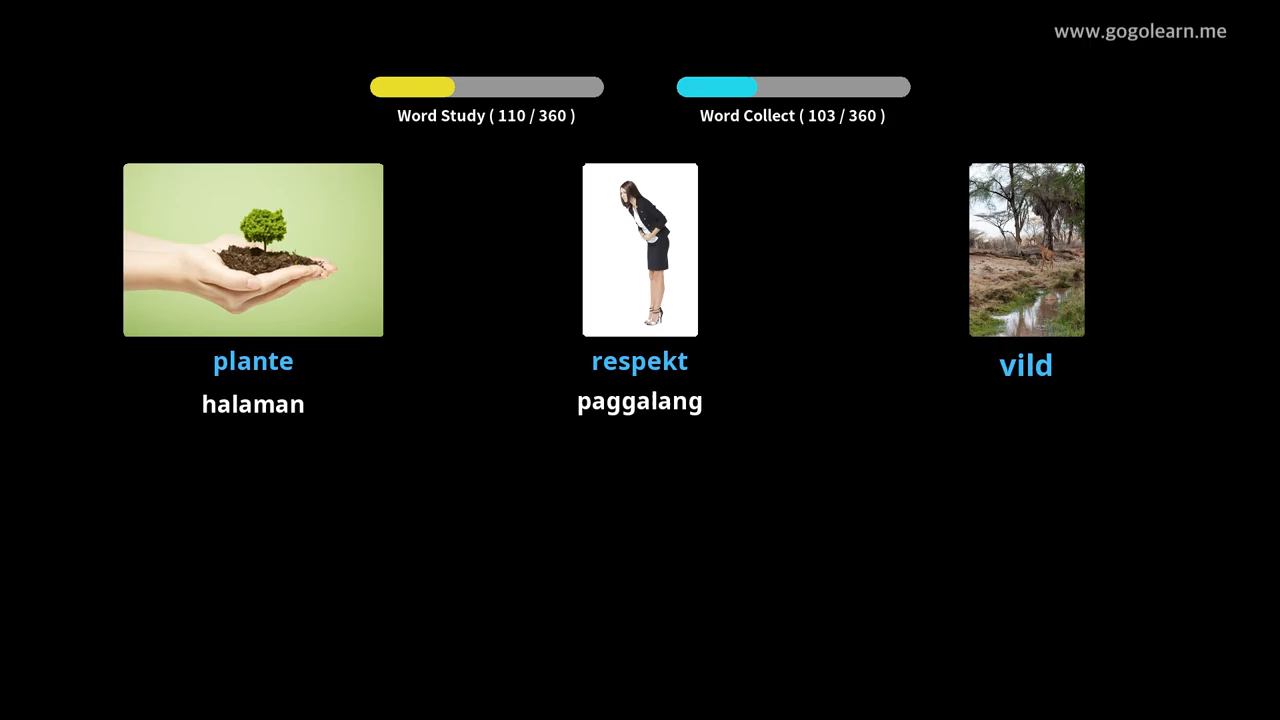 www.gogolearn.me
Word Study ( 110 / 360 )
Word Collect ( 103 / 360 )
plante
halaman
respekt
paggalang
vild